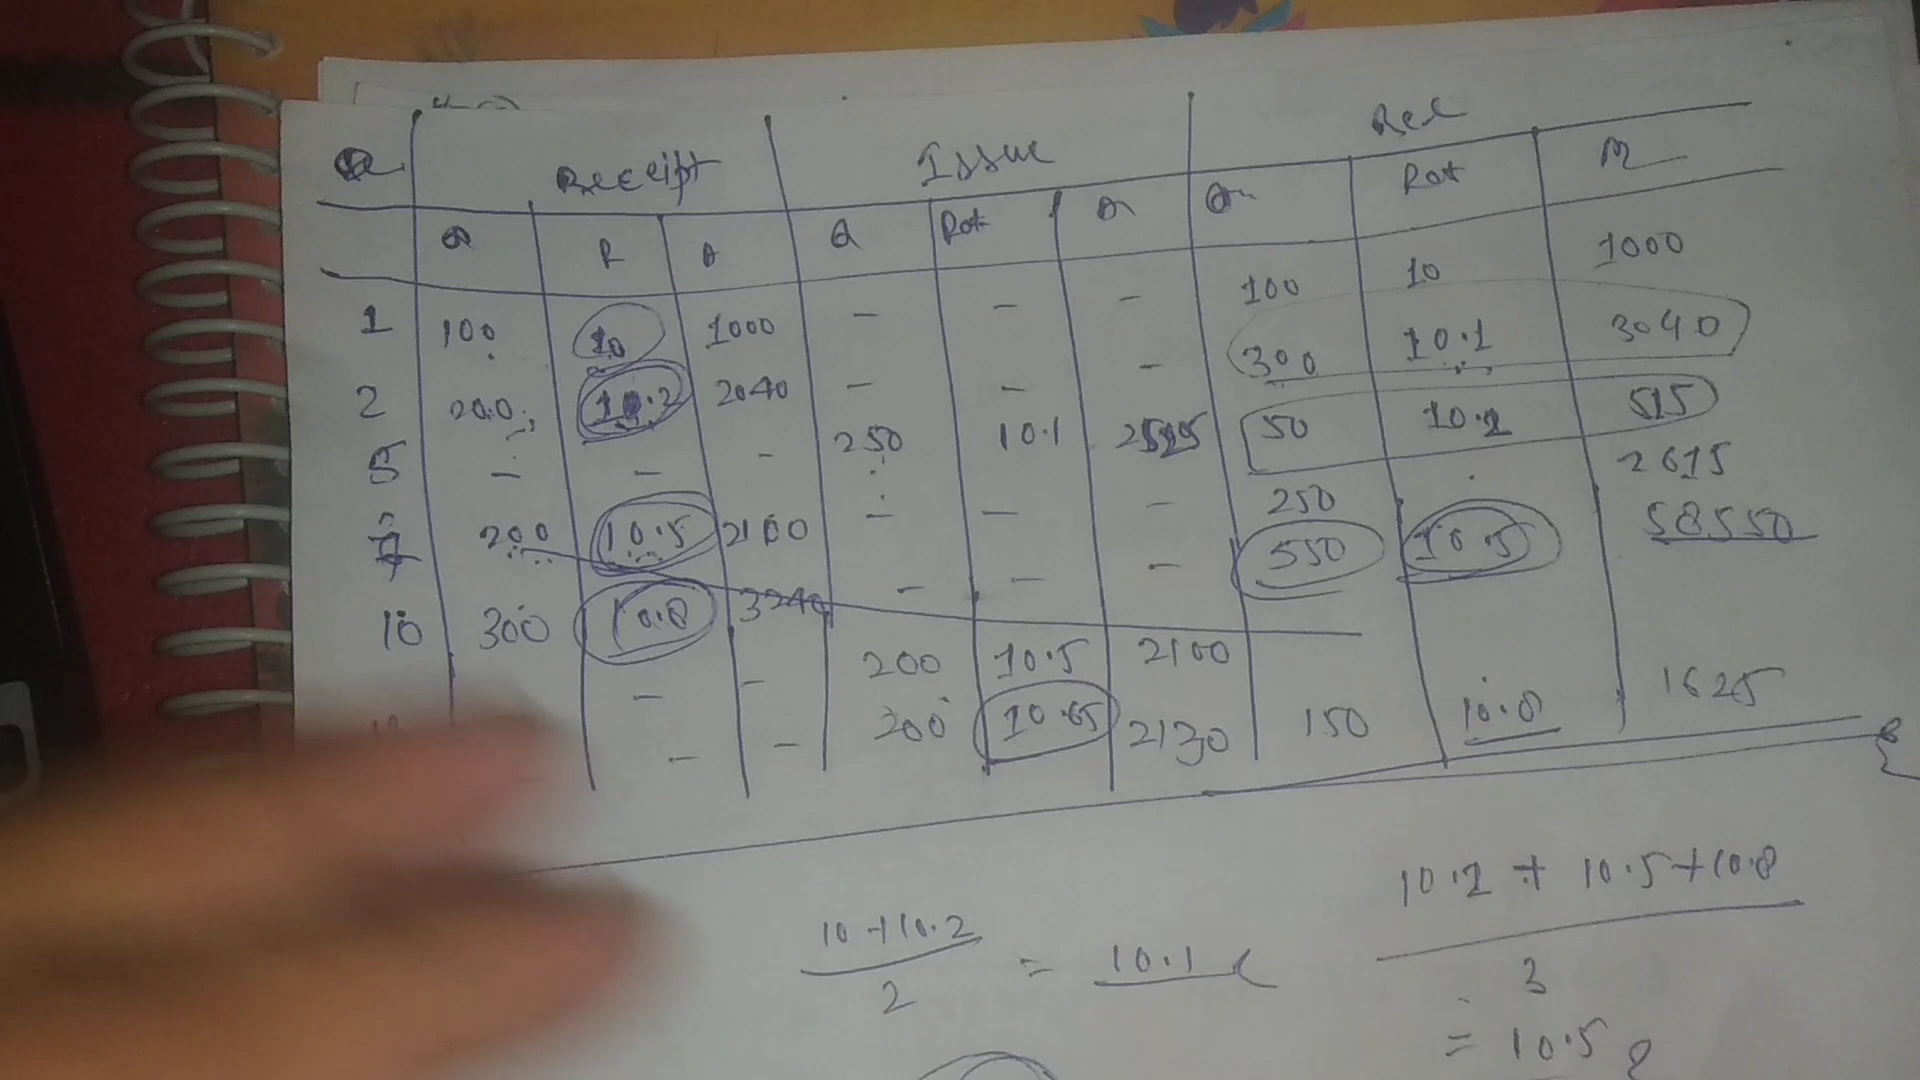 Receipt Issue Bal
Q R A Q Rat A Q Rat A
1 100 10 1000 - - - 100 10 1000
2 200 10.2 2040 - - - 300 10.1 3040
5 - - - 250 10.1 2525 50 10.2 515
7 200 10.5 2100 - - - 250 2615
10 300 10.8 3240 - - - 550 10.5 58550
- - 200 10.5 2100
- - 200 10.65 2130 150 10.8 1625
10+10.2 / 2 = 10.1
10.2 + 10.5 + 10.8 / 3
= 10.5